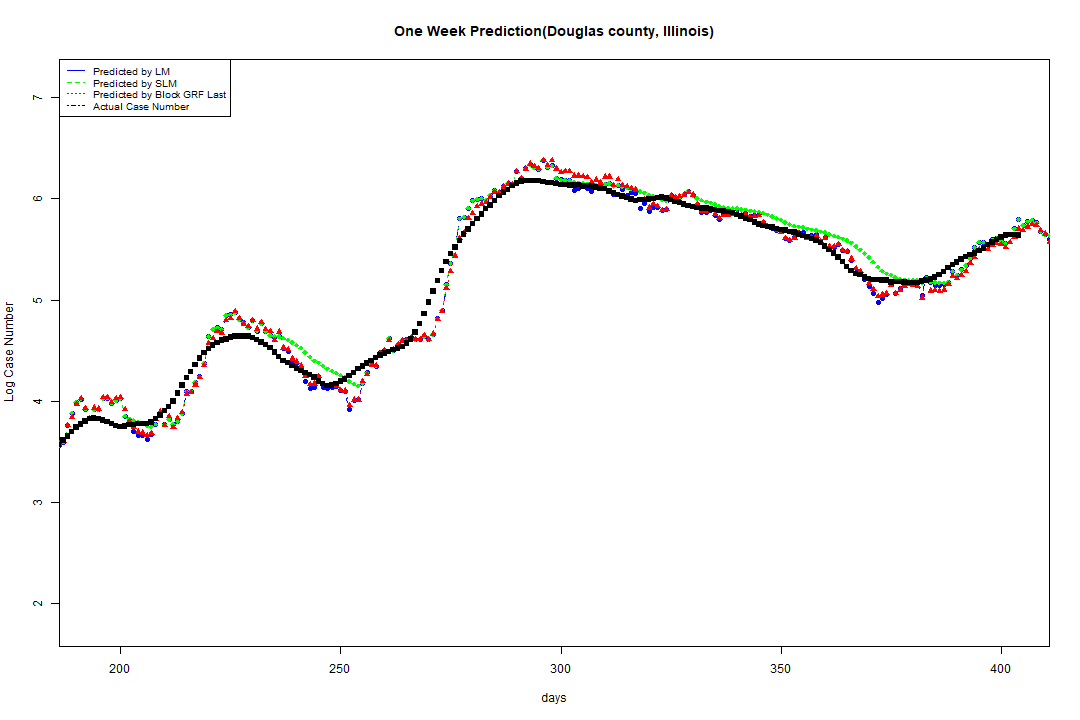 One Week Prediction(Douglas county, Illinois)
Predicted by LM
Predicted by SLM
Predicted by Block GRF Last
Actual Case Number
7
6
5
4
3
2
Log Case Number
200 250 300 350 400
days